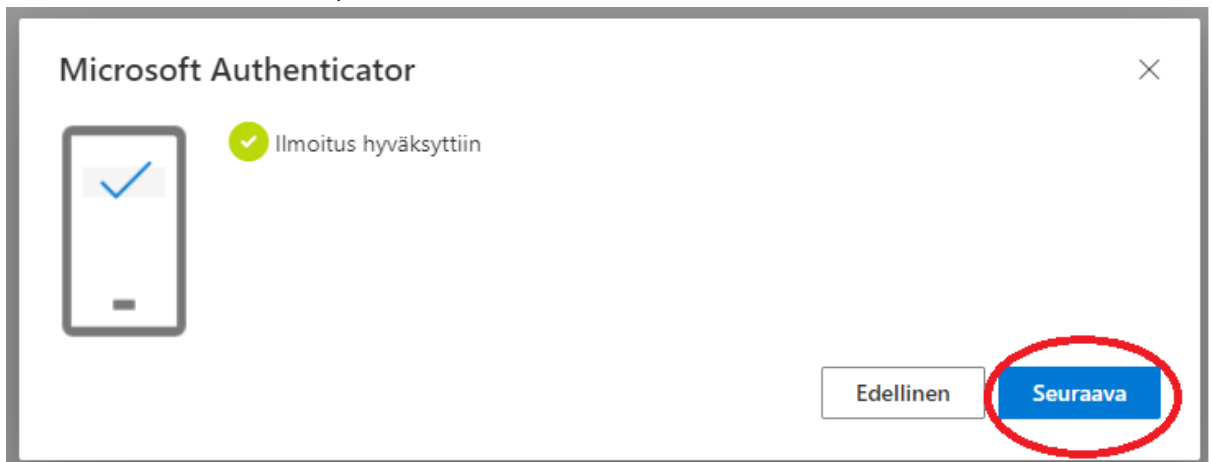 Microsoft Authenticator
Ilmoitus hyväksyttiin
Edellinen
Seuraava